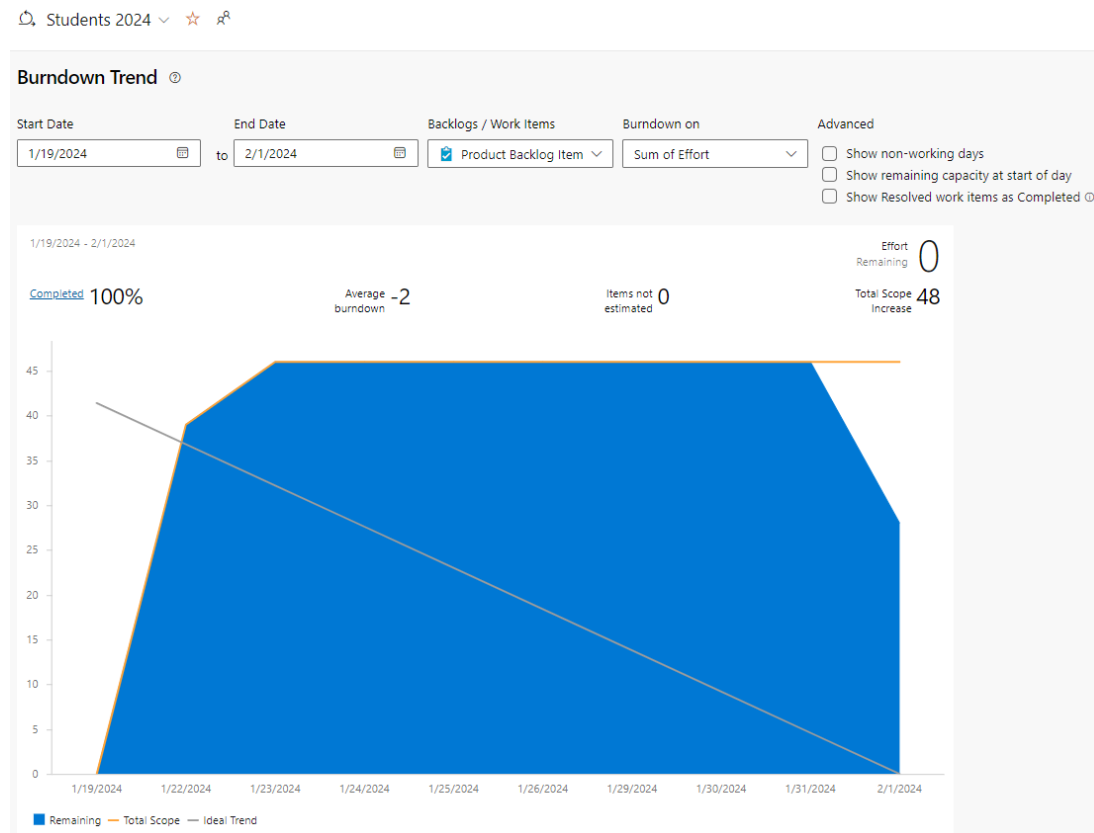 Students 2024
Burndown Trend
Start Date
End Date
Backlogs / Work Items
Burndown on
Advanced
1/19/2024
to
2/1/2024
Product Backlog Item
Sum of Effort
Show non-working days
Show remaining capacity at start of day
Show Resolved work items as Completed
1/19/2024 - 2/1/2024
Effort
Remaining
0
Completed
100%
Average
burndown
-2
Items not
estimated
0
Total Scope
Increase
48
45
40
35
30
25
20
15
10
5
0
1/19/2024
1/22/2024
1/23/2024
1/24/2024
1/25/2024
1/26/2024
1/29/2024
1/30/2024
1/31/2024
2/1/2024
Remaining
Total Scope
Ideal Trend